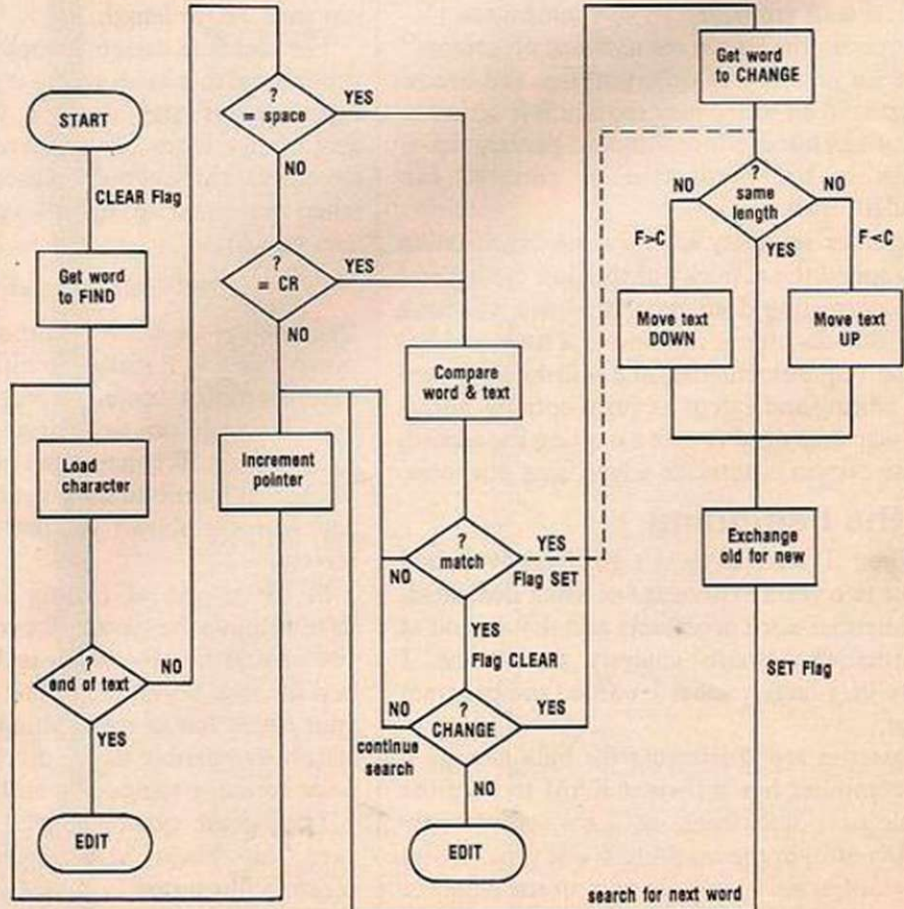 START
CLEAR Flag
Get word
to FIND
Load
character
?
end of text
NO
YES
EDIT
?
= space
YES
NO
?
= CR
YES
NO
Increment
pointer
Compare
word & text
?
match
YES
NO
Flag SET
YES
Flag CLEAR
?
CHANGE
NO
YES
continue
search
NO
EDIT
Get word
to CHANGE
?
same
length
NO
NO
F>C
YES
F<C
Move text
DOWN
Move text
UP
Exchange
old for new
SET Flag
search for next word